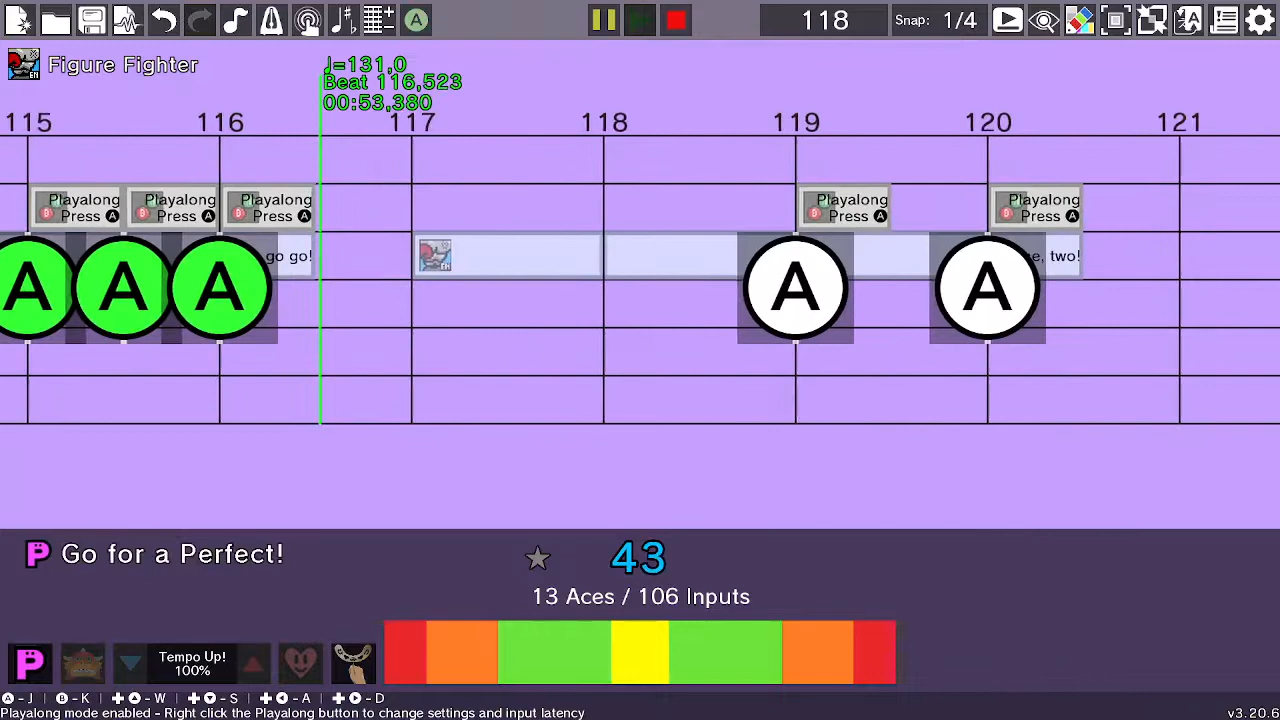 A
118
Snap: 1/4
A
EN
Figure Fighter
♩=131,0
Beat 116,523
00:53,380
115
116
117
118
119
120
121
Playalong
Press A
Playalong
Press A
Playalong
Press A
Playalong
Press A
Playalong
Press A
go go!
EN
e, two!
A
A
A
A
A
P Go for a Perfect!
43
13 Aces / 106 Inputs
P
Tempo Up!
100%
A-J | B-K | -W | -S | -A | -D
Playalong mode enabled - Right click the Playalong button to change settings and input latency
v3.20.6